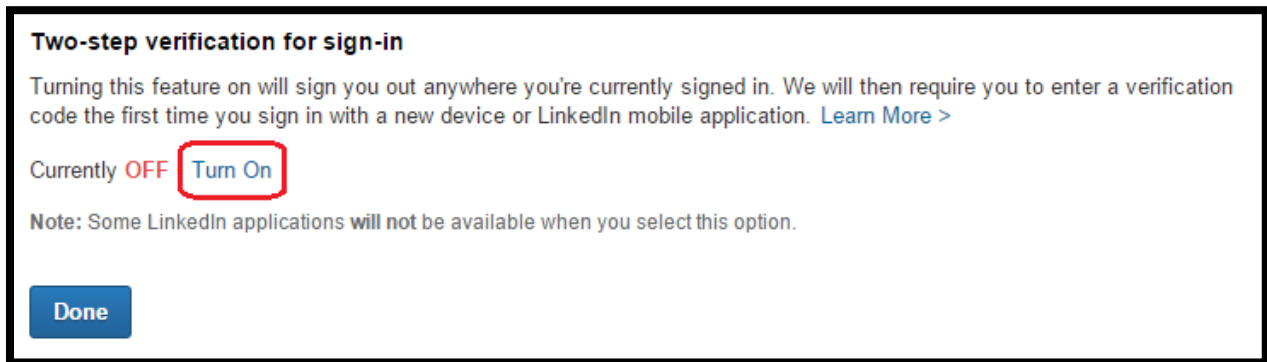 Two-step verification for sign-in
Turning this feature on will sign you out anywhere you're currently signed in. We will then require you to enter a verification
code the first time you sign in with a new device or LinkedIn mobile application. Learn More >
Currently OFF Turn On
Note: Some LinkedIn applications will not be available when you select this option.
Done